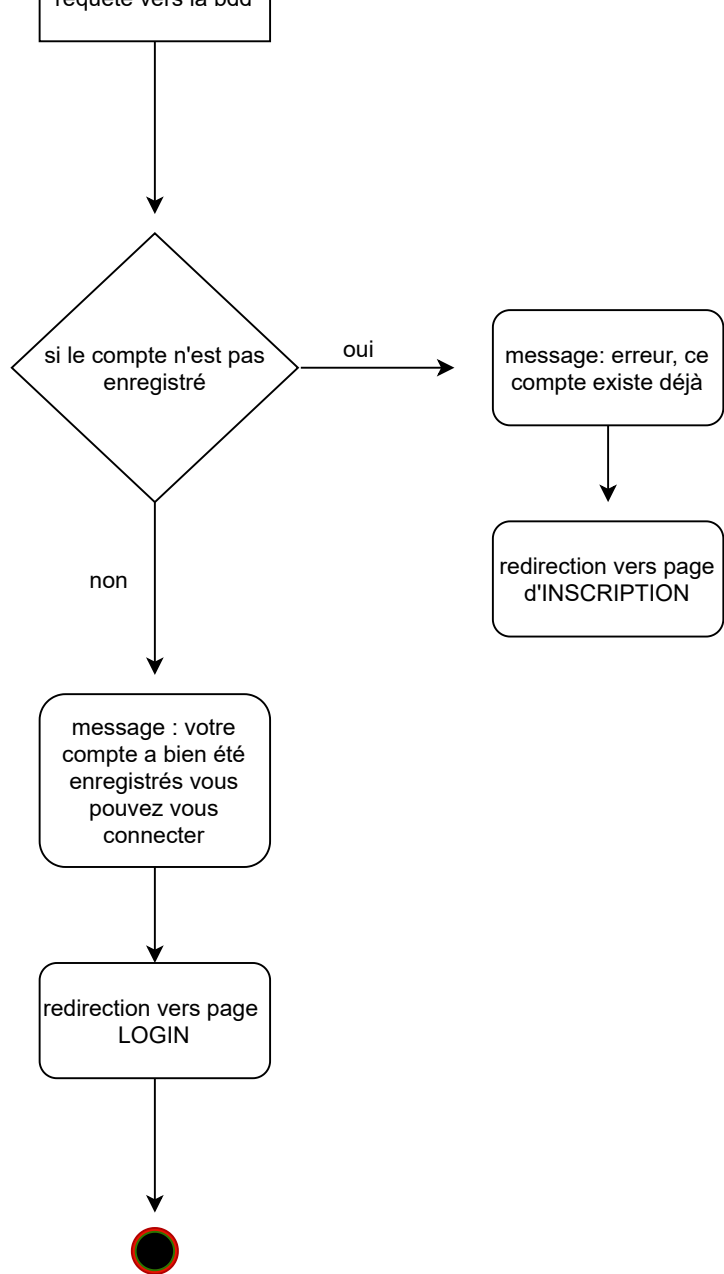 requête vers la bdd
si le compte n'est pas
enregistré
oui
message: erreur, ce
compte existe déjà
redirection vers page
d'INSCRIPTION
non
message : votre
compte a bien été
enregistrés vous
pouvez vous
connecter
redirection vers page
LOGIN